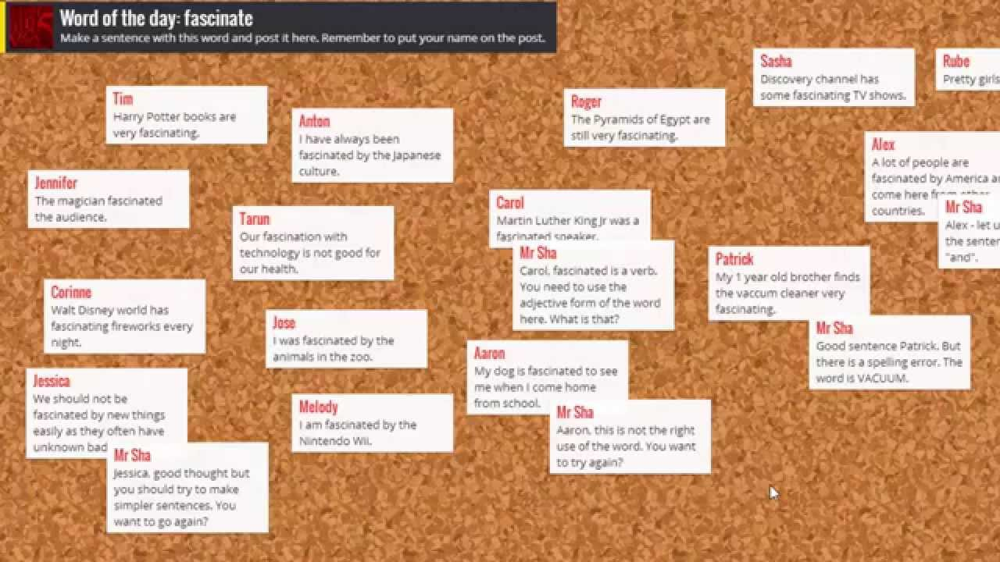 Word of the day: fascinate
Make a sentence with this word and post it here. Remember to put your name on the post.
Tim
Harry Potter books are
very fascinating.
Anton
I have always been
fascinated by the Japanese
culture.
Roger
The Pyramids of Egypt are
still very fascinating.
Sasha
Discovery channel has
some fascinating TV shows.
Rube
Pretty girls
Alex
A lot of people are
fascinated by America
come here from other
countries.
Mr Sha
Alex - let
the
"and".
Jennifer
The magician fascinated
the audience.
Tarun
Our fascination with
technology is not good for
our health.
Carol
Martin Luther King Jr was a
fascinated speaker.
Mr Sha
Carol, fascinated is a verb.
You need to use the
adjective form of the word
here. What is that?
Patrick
My 1 year old brother finds
the vaccum cleaner very
fascinating.
Mr Sha
Good sentence Patrick. But
there is a spelling error. The
word is VACUUM.
Corinne
Walt Disney world has
fascinating fireworks every
night.
Jose
I was fascinated by the
animals in the zoo.
Aaron
My dog is fascinated to see
me when I come home
from school.
Mr Sha
Aaron, this is not the right
use of the word. You want
to try again?
Jessica
We should not be
fascinated by new things
easily as they often have
unknown bad
Mr Sha
Jessica, good thought but
you should try to make
simpler sentences. You
want to go again?
Melody
I am fascinated by the
Nintendo Wii.